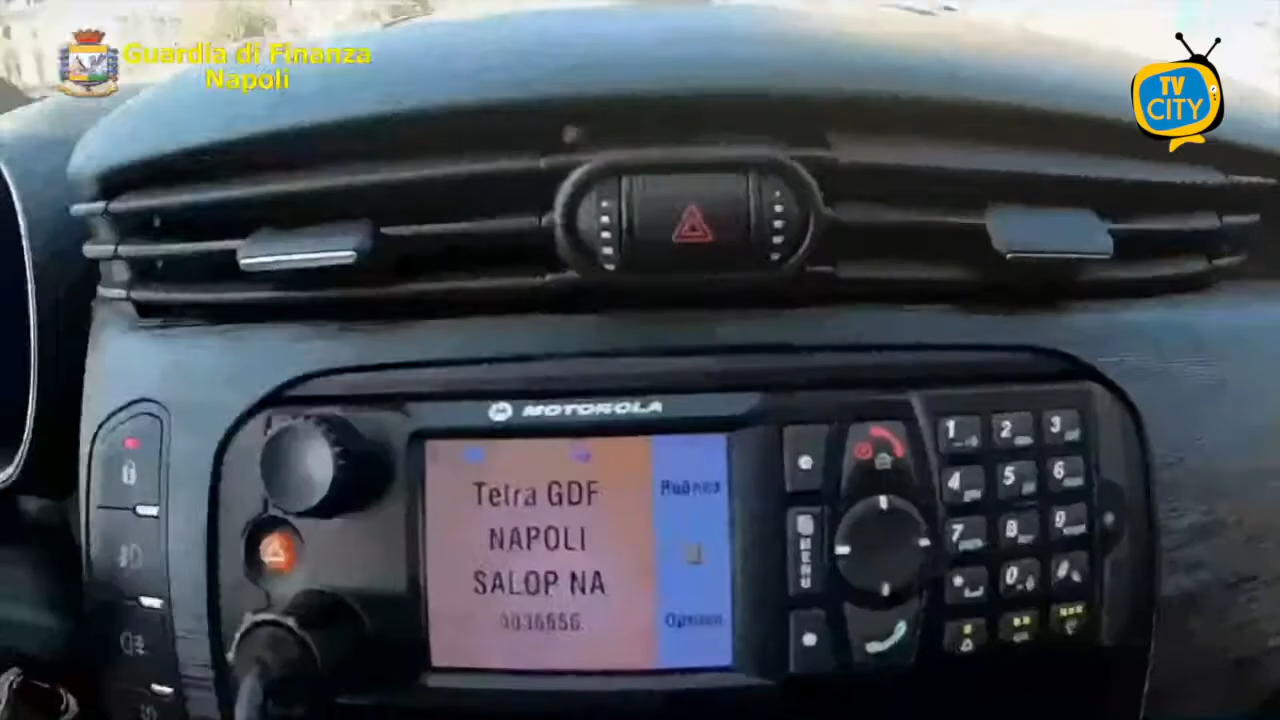 Guardia di Finanza
Napoli
TV
CITY
MOTOROLA
Tetra GDF
NAPOLI
SALOP NA
MENU
1
2
3
4
5
6
7
8
9
*
0
#